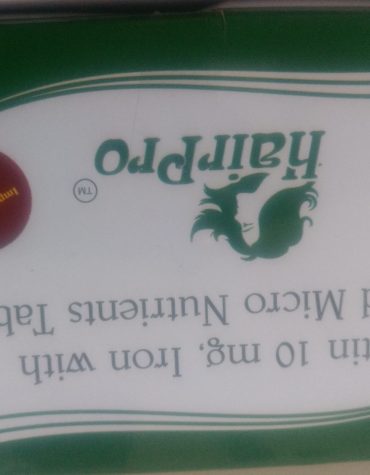 tin 10 mg, Iron with
d Micro Nutrients Tab
HairPro
TM